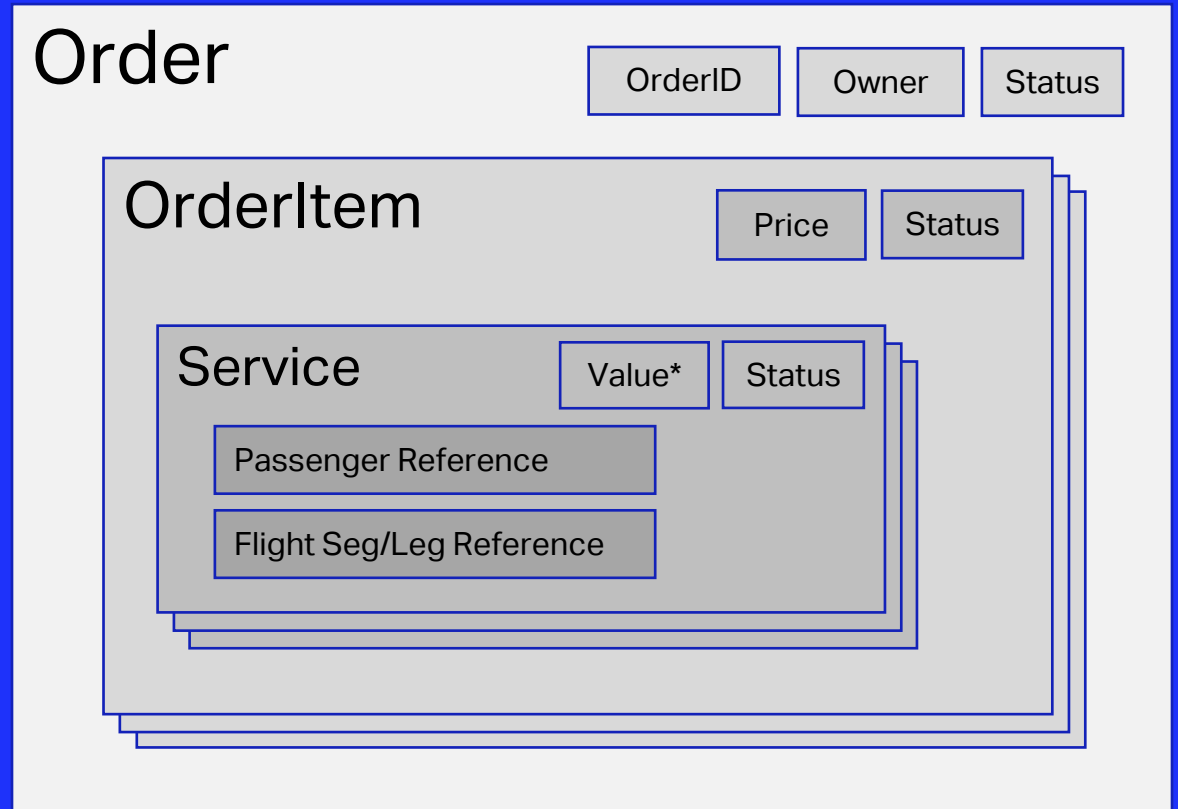 Order
OrderID
Owner
Status
OrderItem
Price
Status
Service
Value*
Status
Passenger Reference
Flight Seg/Leg Reference